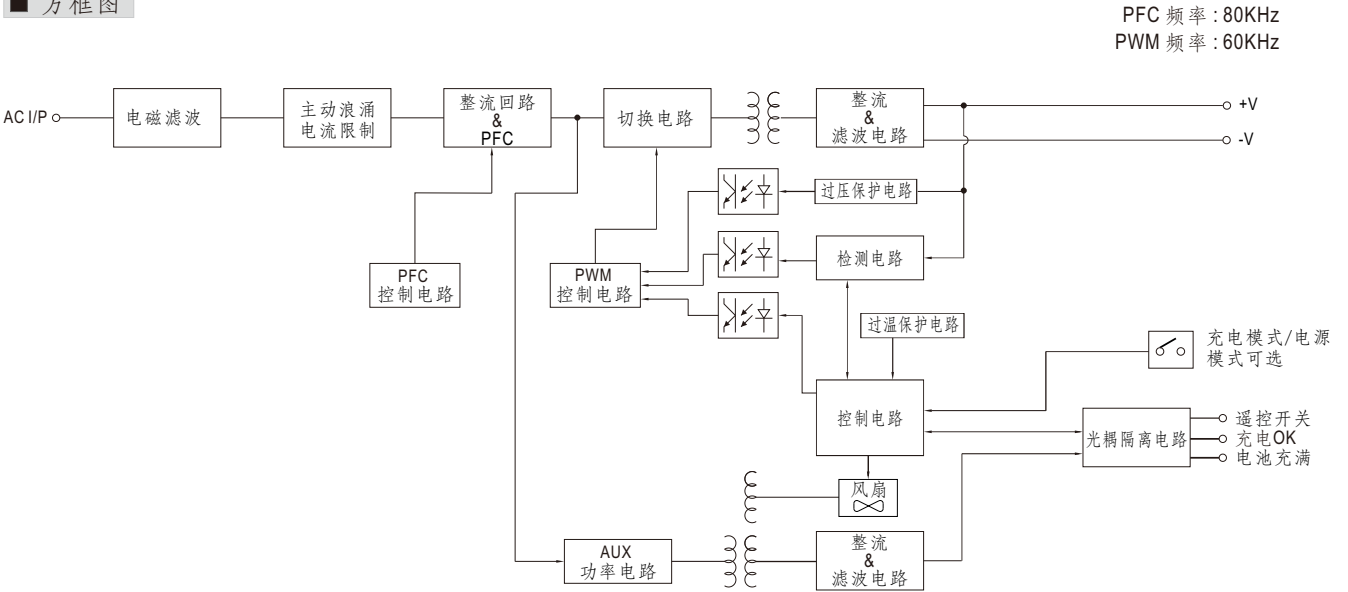 ■ 方框图
PFC 频率 : 80KHz
PWM 频率 : 60KHz
AC I/P
电磁滤波
主动浪涌
电流限制
整流回路
&
PFC
切换电路
整流
&
滤波电路
+V
-V
过压保护电路
PFC
控制电路
PWM
控制电路
检测电路
过温保护电路
充电模式/电源
模式可选
控制电路
光耦隔离电路
遥控开关
充电OK
电池充满
风扇
AUX
功率电路
整流
&
滤波电路